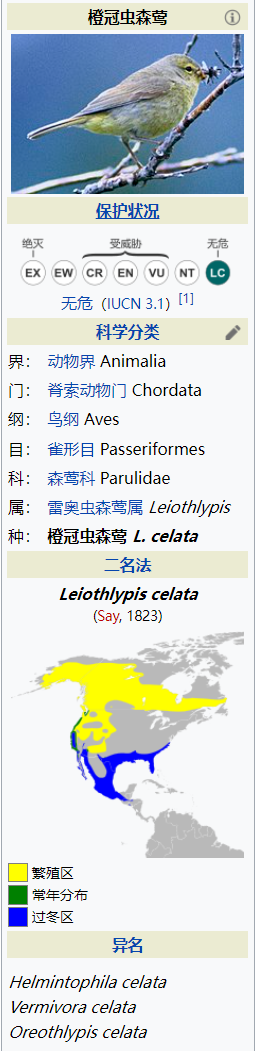 橙冠虫森莺
保护状况
绝灭 受威胁 无危
EX EW CR EN VU NT LC
无危（IUCN 3.1）[1]
科学分类
界： 动物界 Animalia
门： 脊索动物门 Chordata
纲： 鸟纲 Aves
目： 雀形目 Passeriformes
科： 森莺科 Parulidae
属： 雷奥虫森莺属 Leiothlypis
种： 橙冠虫森莺 L. celata
二名法
Leiothlypis celata
(Say, 1823)
繁殖区
常年分布
过冬区
异名
Helmintophila celata
Vermivora celata
Oreothlypis celata